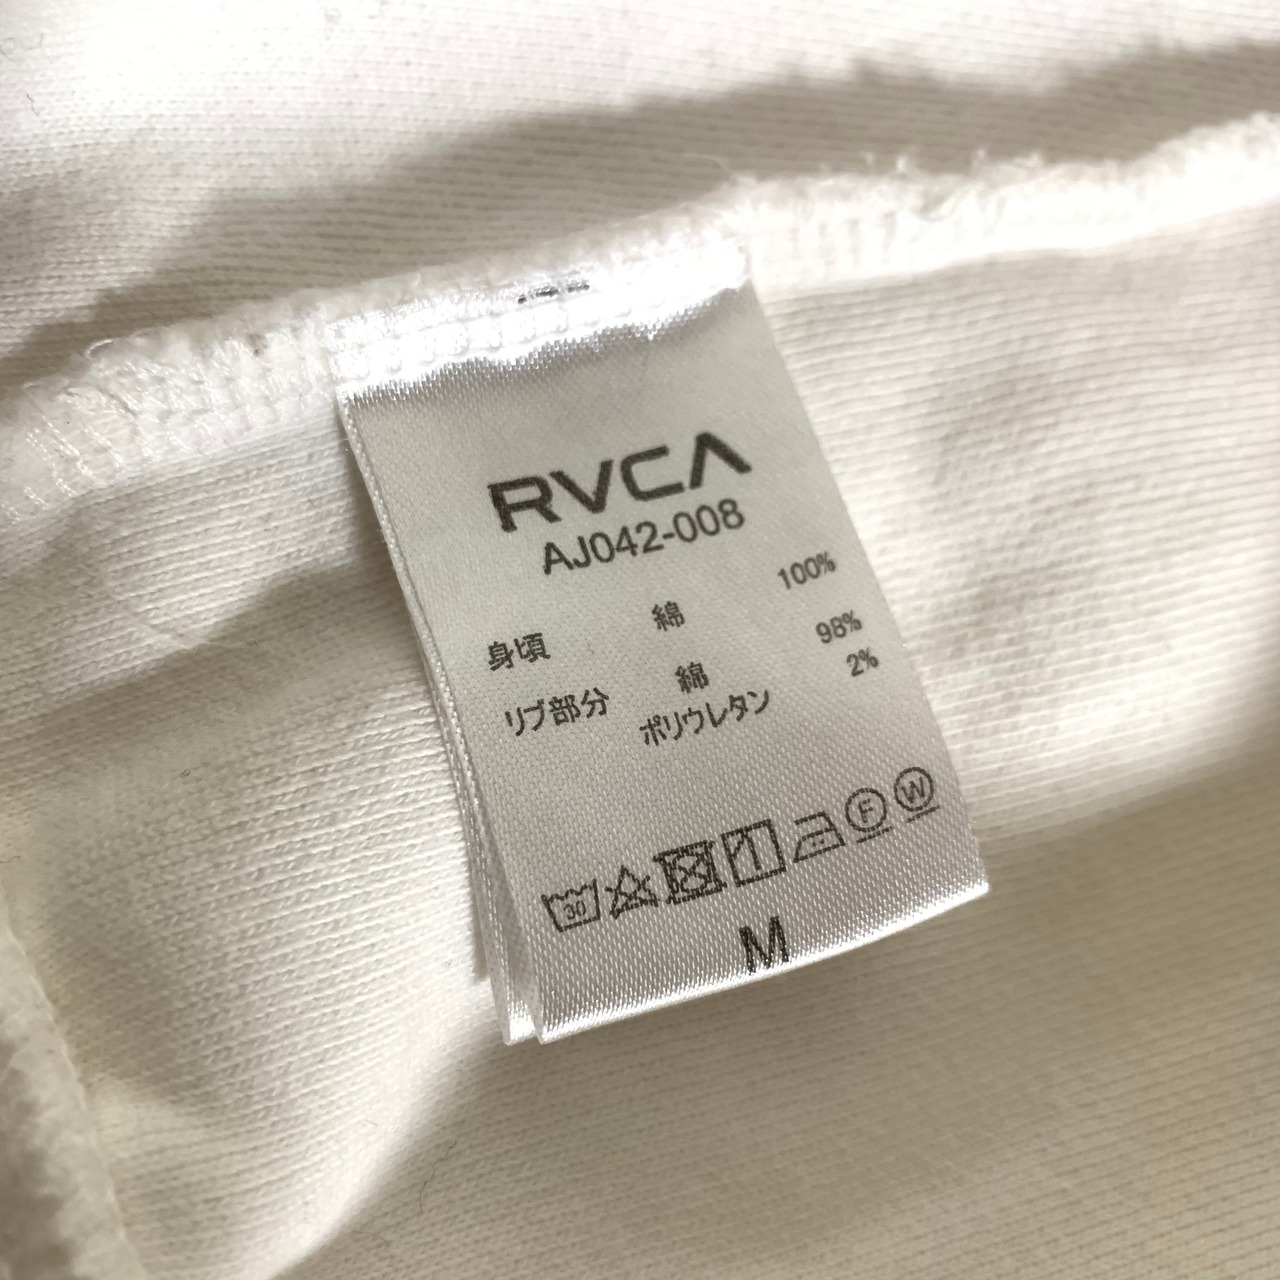 RVCA
AJ042-008
身頃 綿 100%
リブ部分 綿 98%
ポリウレタン 2%
30 F W
M